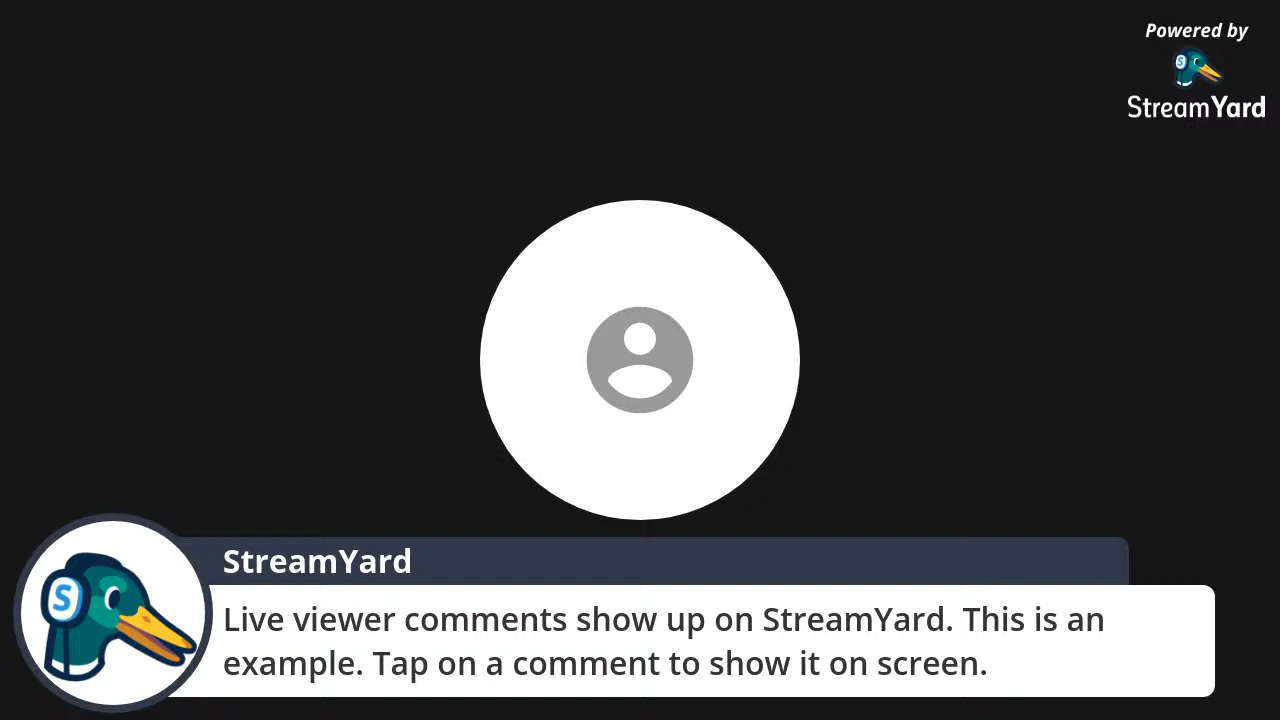 Powered by
S
StreamYard
StreamYard
S
Live viewer comments show up on StreamYard. This is an
example. Tap on a comment to show it on screen.